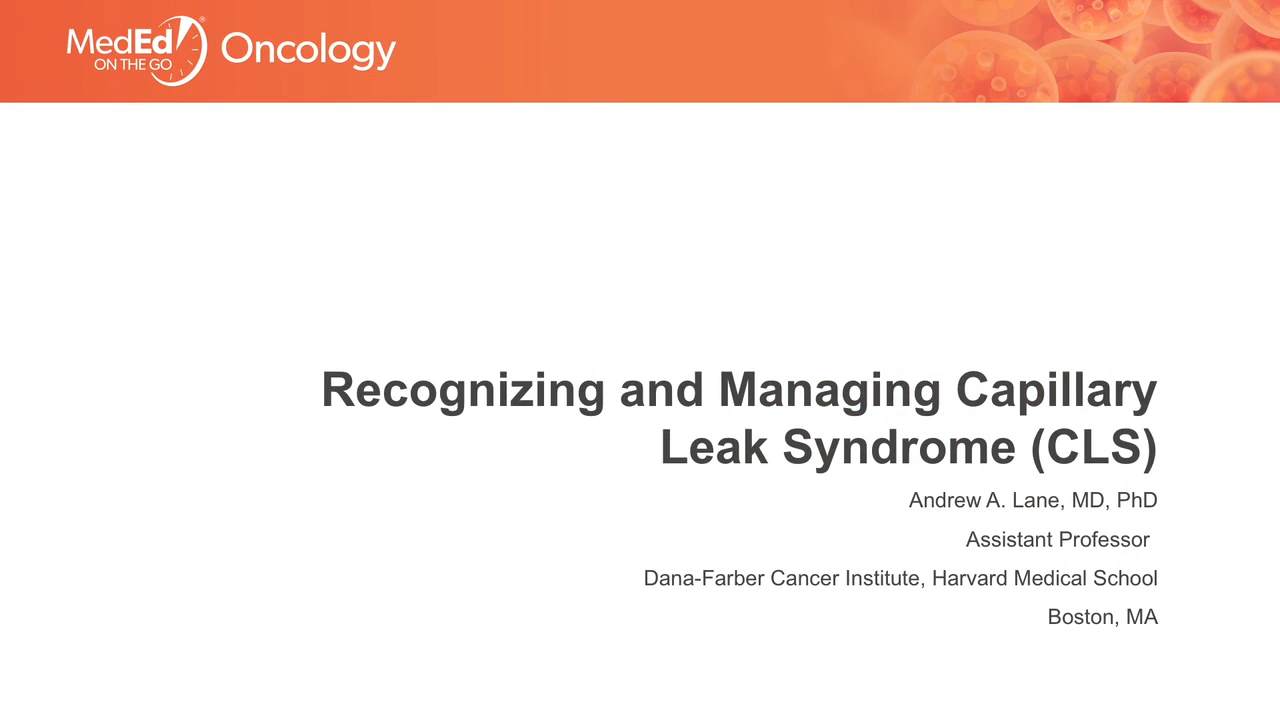 MedEd
ON THE GO
®
Oncology
Recognizing and Managing Capillary
Leak Syndrome (CLS)
Andrew A. Lane, MD, PhD
Assistant Professor
Dana-Farber Cancer Institute, Harvard Medical School
Boston, MA